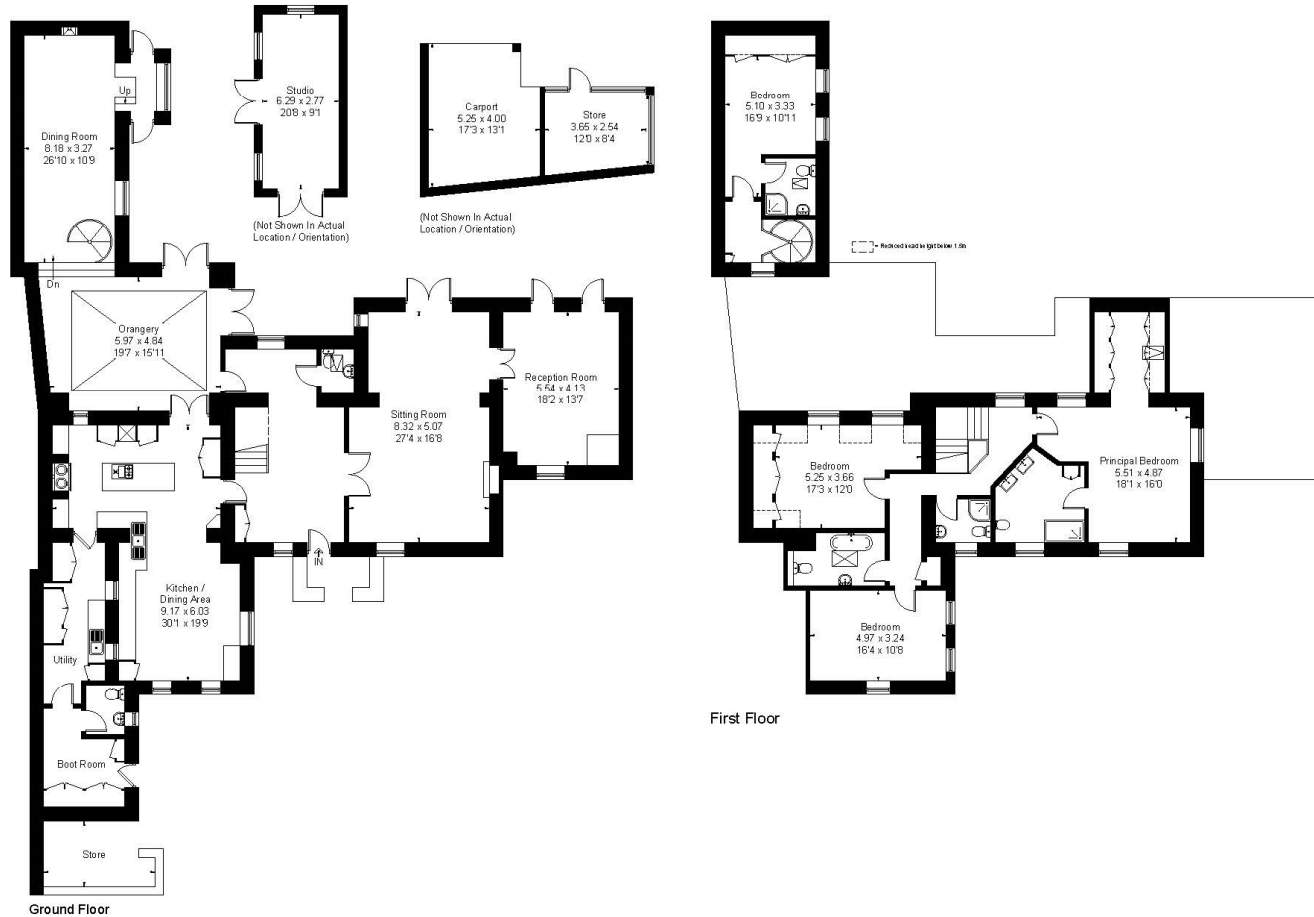 Up
Dining Room
8.18 x 3.27
26'10 x 10'9
Dn
Studio
6.29 x 2.77
20'8 x 9'1
(Not Shown In Actual
Location / Orientation)
Carport
5.25 x 4.00
17'3 x 13'1
Store
3.65 x 2.54
12'0 x 8'4
(Not Shown In Actual
Location / Orientation)
Orangery
5.97 x 4.84
19'7 x 15'11
Sitting Room
8.32 x 5.07
27'4 x 16'8
Reception Room
5.54 x 4.13
18'2 x 13'7
IN
Kitchen /
Dining Area
9.17 x 6.03
30'1 x 19'9
Utility
Boot Room
Store
Ground Floor
Bedroom
5.10 x 3.33
16'9 x 10'11
= Reduced head height below 1.5m
Bedroom
5.25 x 3.66
17'3 x 12'0
Principal Bedroom
5.51 x 4.87
18'1 x 16'0
Bedroom
4.97 x 3.24
16'4 x 10'8
First Floor